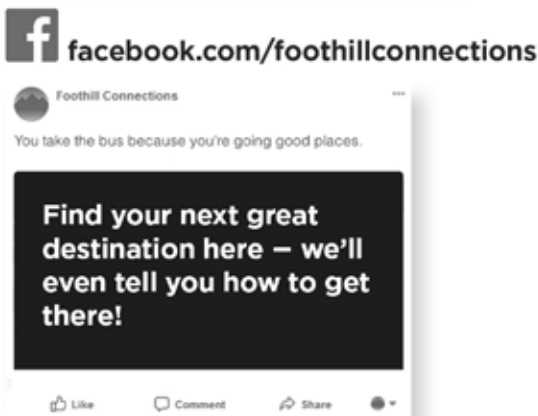 facebook.com/foothillconnections
Foothill Connections
You take the bus because you're going good places.
Find your next great
destination here – we'll
even tell you how to get
there!
Like Comment Share